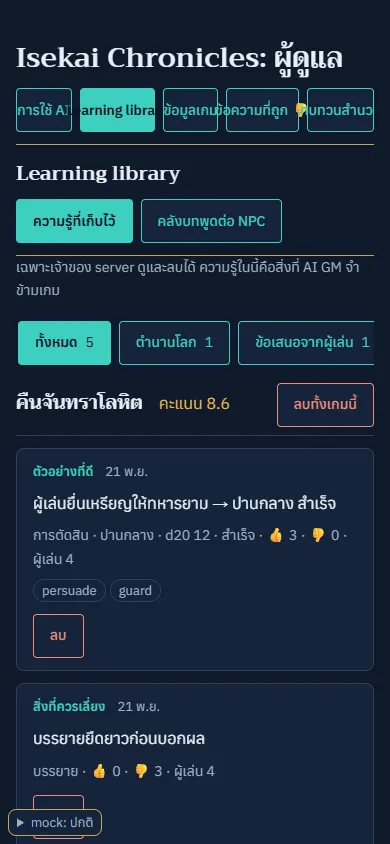 Isekai Chronicles: ผู้ดูแล
การใช้ AI earning libra ข้อมูลเกม ข้อความที่ถูก 👎 บทวนสำนว
Learning library
ความรู้ที่เก็บไว้ คลังบทพูดต่อ NPC
เฉพาะเจ้าของ server ดูและลบได้ ความรู้ในนี้คือสิ่งที่ AI GM จำ
ข้ามเกม
ทั้งหมด 5 ตำนานโลก 1 ข้อเสนอจากผู้เล่น 1
คืนจันทราโลหิต คะแนน 8.6 ลบทั้งเกมนี้
ตัวอย่างที่ดี 21 พ.ย.
ผู้เล่นยื่นเหรียญให้ทหารยาม → ปานกลาง สำเร็จ
การตัดสิน · ปานกลาง · d20 12 · สำเร็จ · 👍 3 · 👎 0 ·
ผู้เล่น 4
persuade guard
ลบ
สิ่งที่ควรเลี่ยง 21 พ.ย.
บรรยายยืดยาวก่อนบอกผล
บรรยาย · 👍 0 · 👎 3 · ผู้เล่น 4
▶ mock: ปกติ